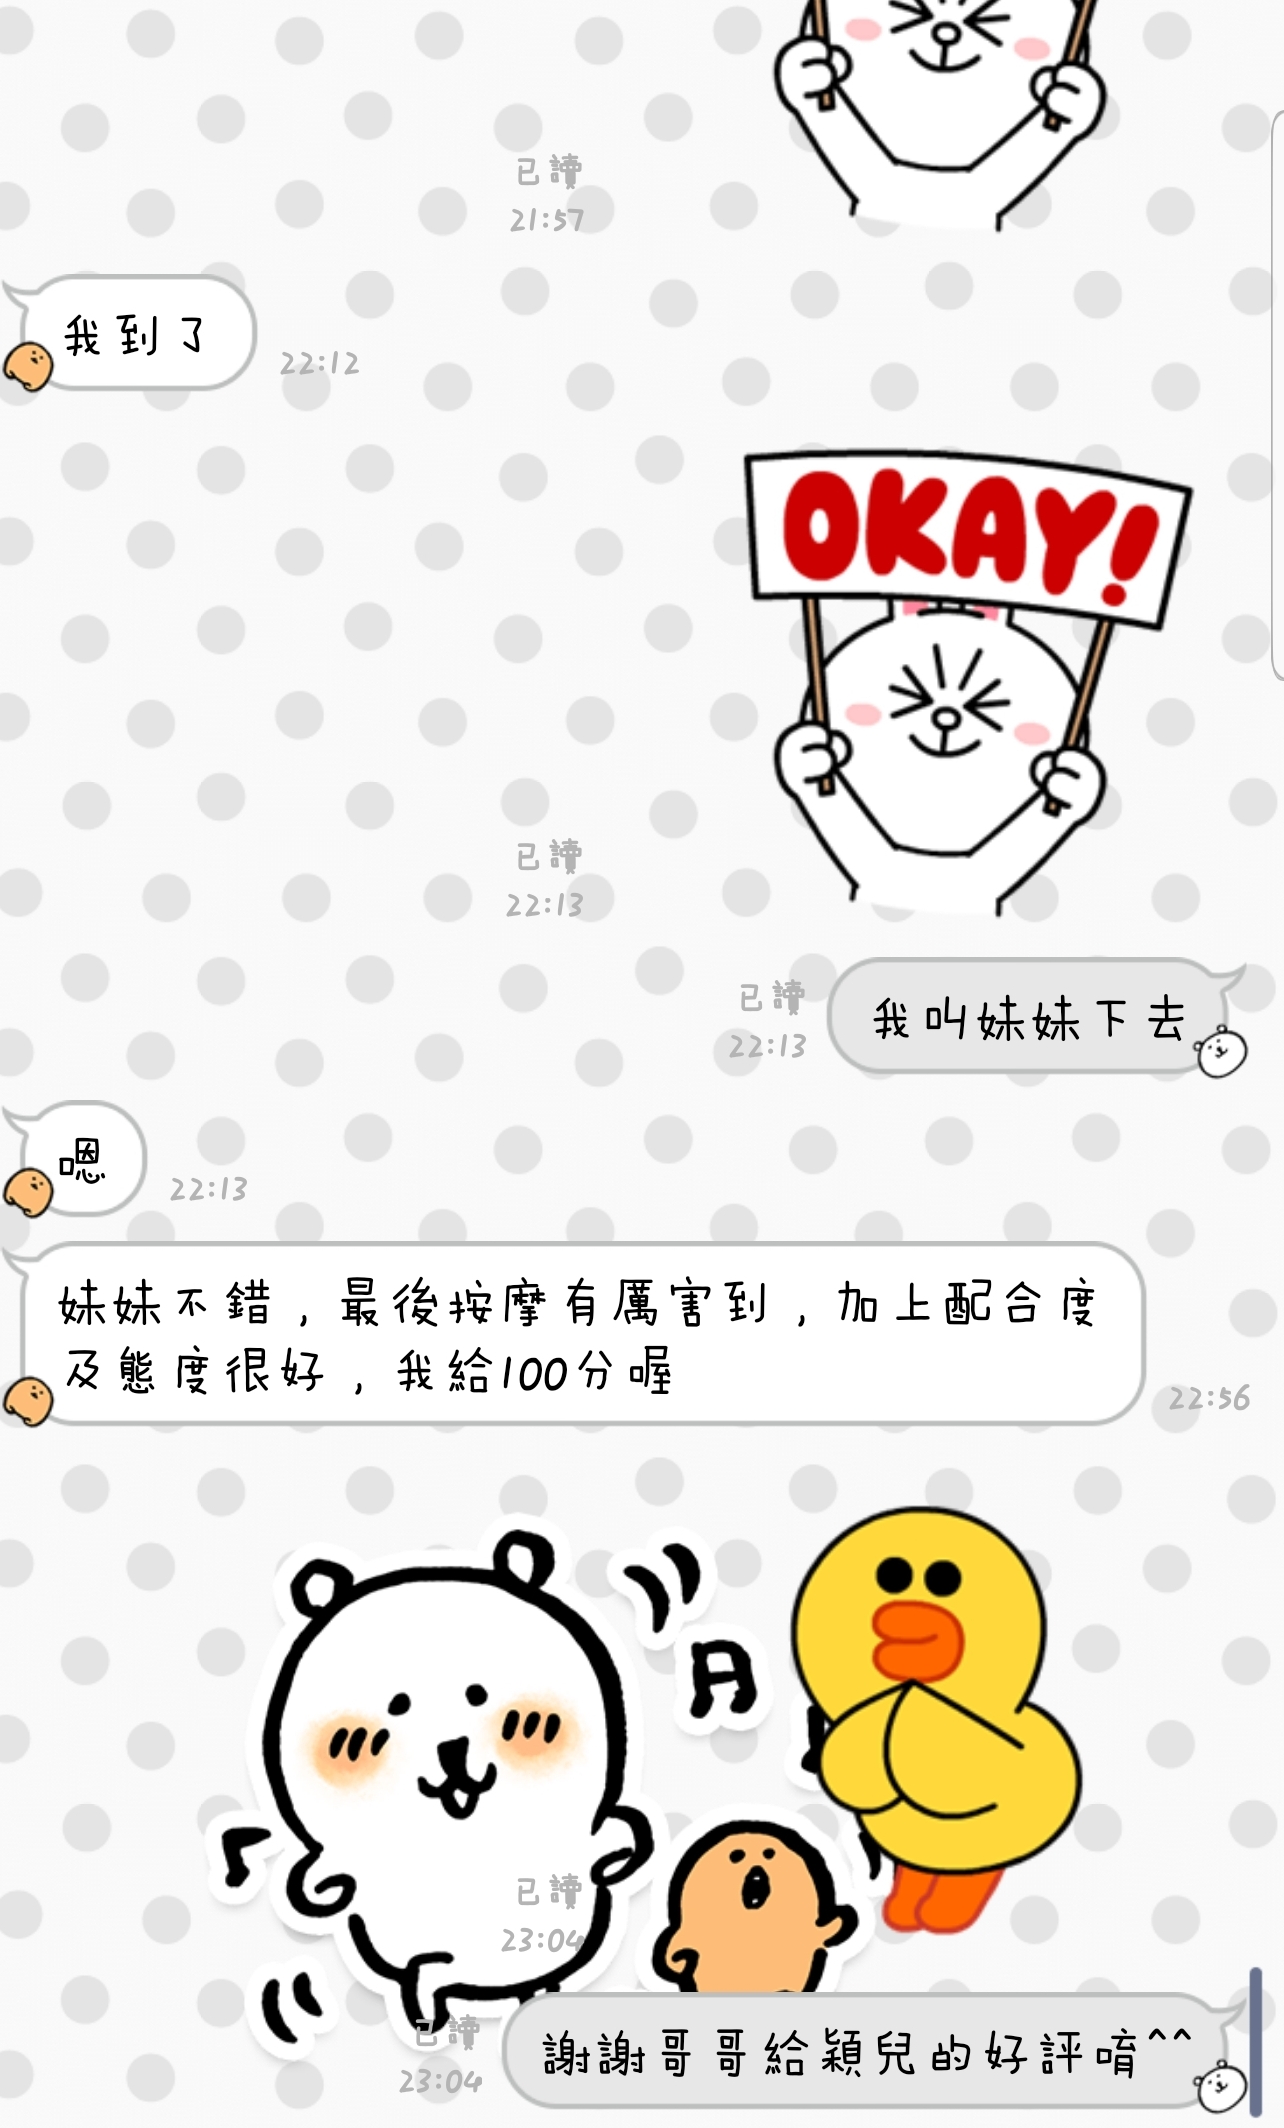 已讀
21:57
我到了
22:12
OKAY!
已讀
22:13
已讀
22:13
我叫妹妹下去
嗯
22:13
妹妹不錯，最後按摩有厲害到，加上配合度
及態度很好，我給100分喔
22:56
已讀
23:04
已讀
23:04
謝謝哥哥給穎兒的好評唷^^